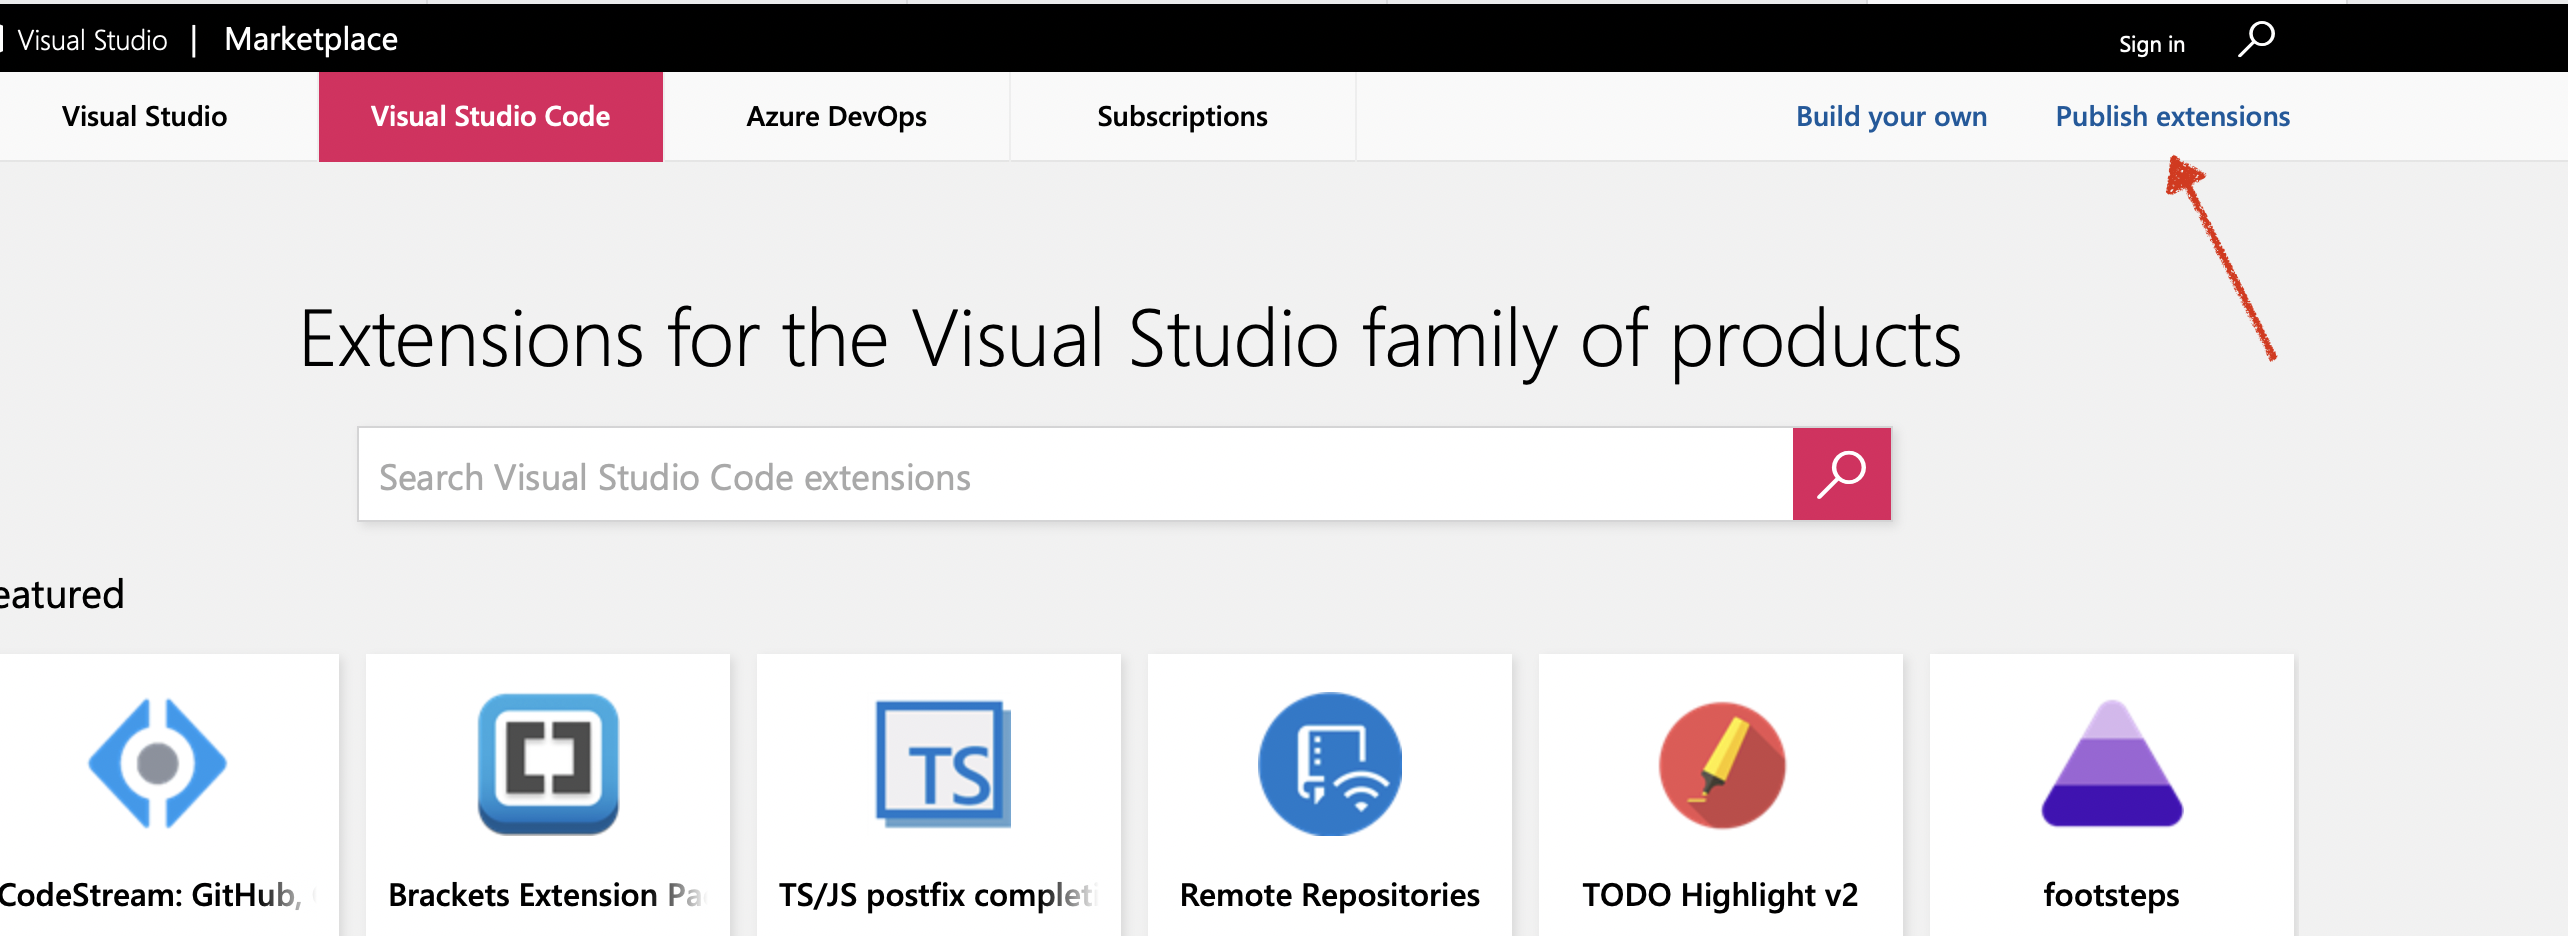 Visual Studio | Marketplace
Sign in
Visual Studio
Visual Studio Code
Azure DevOps
Subscriptions
Build your own
Publish extensions
Extensions for the Visual Studio family of products
Search Visual Studio Code extensions
eatured
TS
CodeStream: GitHub,
Brackets Extension Pa
TS/JS postfix completi
Remote Repositories
TODO Highlight v2
footsteps